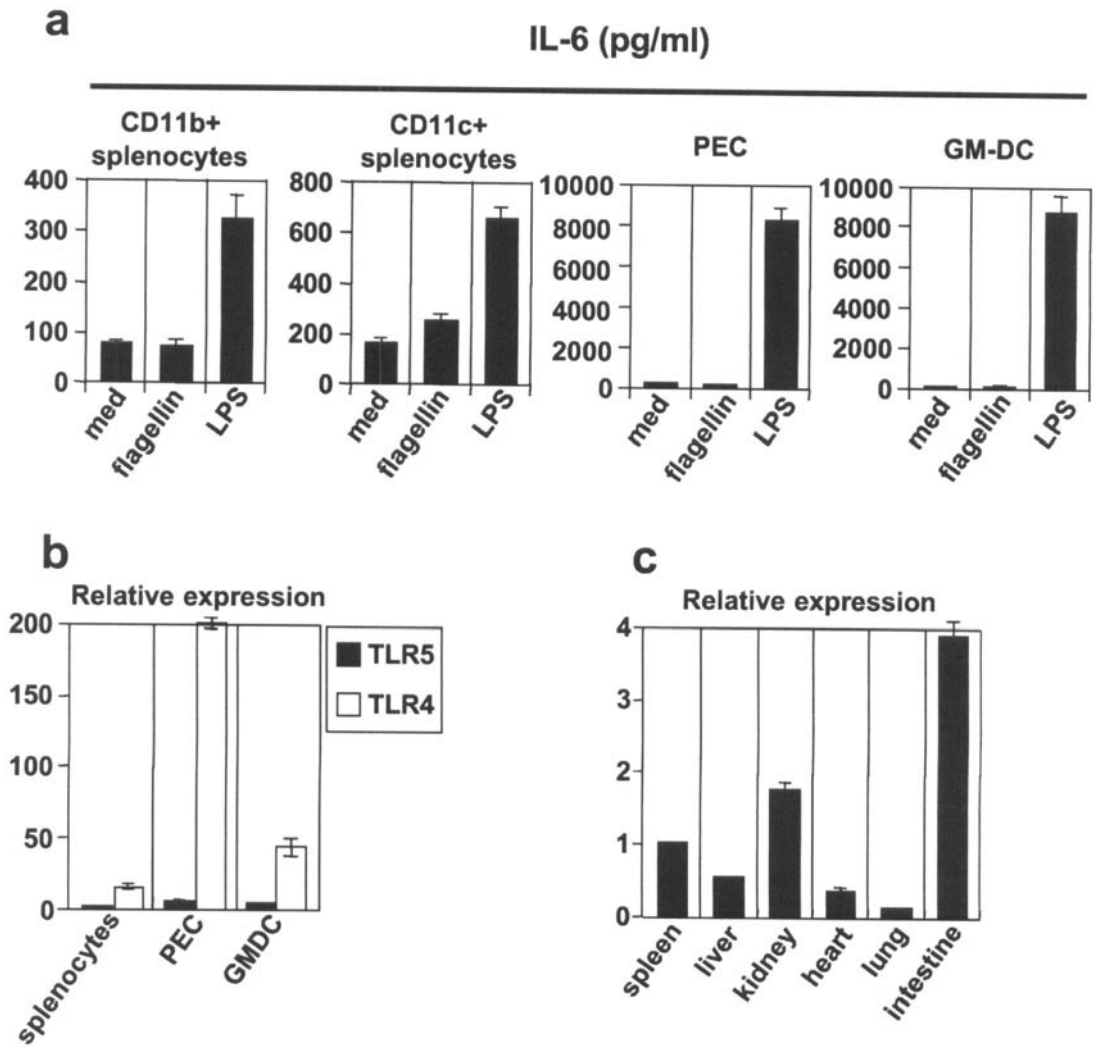 a
IL-6 (pg/ml)
CD11b+
splenocytes
400
300
200
100
0
med
flagellin
LPS
CD11c+
splenocytes
800
600
400
200
0
med
flagellin
LPS
PEC
10000
8000
6000
4000
2000
0
med
flagellin
LPS
GM-DC
10000
8000
6000
4000
2000
0
med
flagellin
LPS
b
Relative expression
200
150
100
50
0
splenocytes
PEC
GMDC
TLR5
TLR4
c
Relative expression
4
3
2
1
0
spleen
liver
kidney
heart
lung
intestine